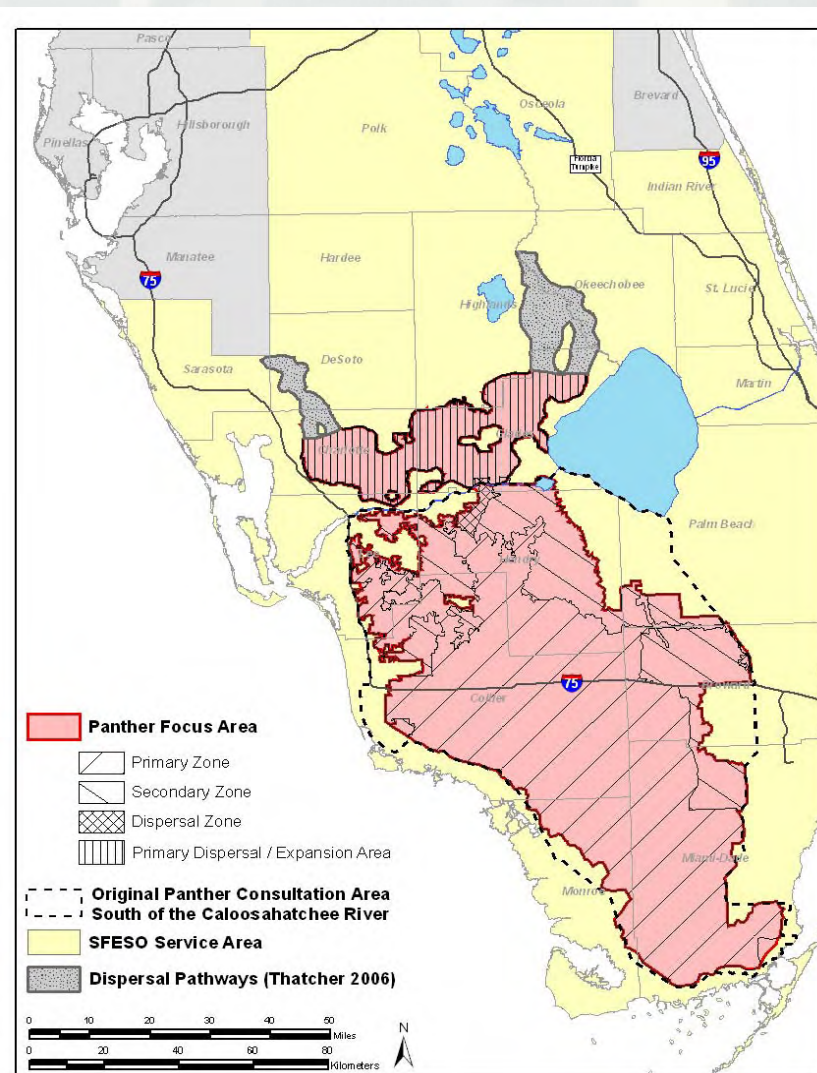 Pasco
Osceola
Brevard
Hillsborough
Polk
Pinellas
95
Florida
Turnpike
Indian River
Manatee
Hardee
75
Okeechobee
St. Lucie
Highlands
DeSoto
Sarasota
Martin
Charlotte
Glades
Palm Beach
Lee
Hendry
75
Broward
Collier
Panther Focus Area
Primary Zone
Secondary Zone
Dispersal Zone
Primary Dispersal / Expansion Area
Miami-Dade
Original Panther Consultation Area
South of the Caloosahatchee River
Monroe
SFESO Service Area
Dispersal Pathways (Thatcher 2006)
0 10 20 30 40 50
Miles
0 20 40 60 80
Kilometers
N